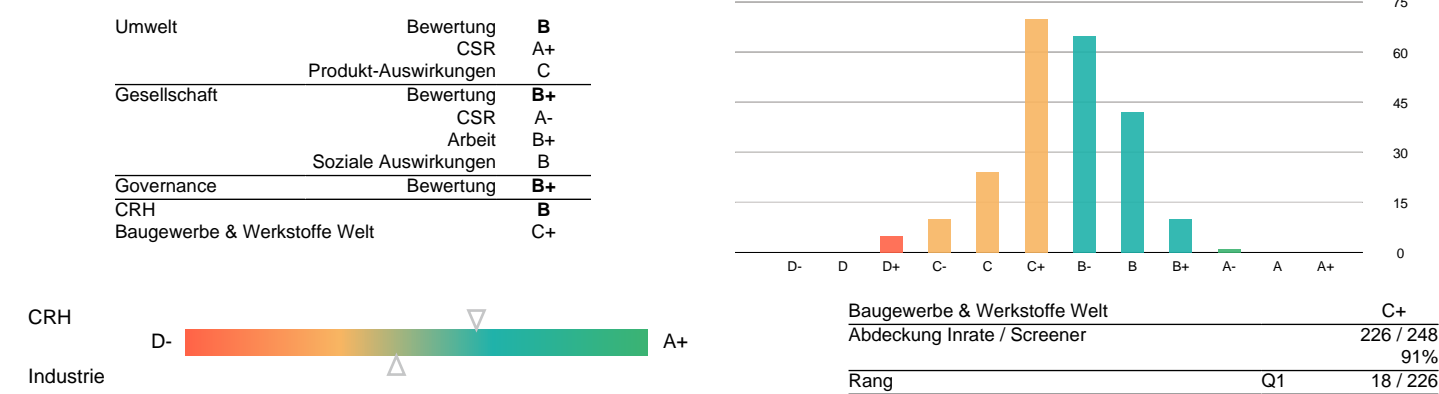 Umwelt Bewertung B
CSR A+
Produkt-Auswirkungen C
Gesellschaft Bewertung B+
CSR A-
Arbeit B+
Soziale Auswirkungen B
Governance Bewertung B+
CRH B
Baugewerbe & Werkstoffe Welt C+
75
60
45
30
15
0
D- D D+ C- C C+ B- B B+ A- A A+
CRH
D- A+
Industrie
Baugewerbe & Werkstoffe Welt C+
Abdeckung Inrate / Screener 226 / 248
91%
Rang Q1 18 / 226